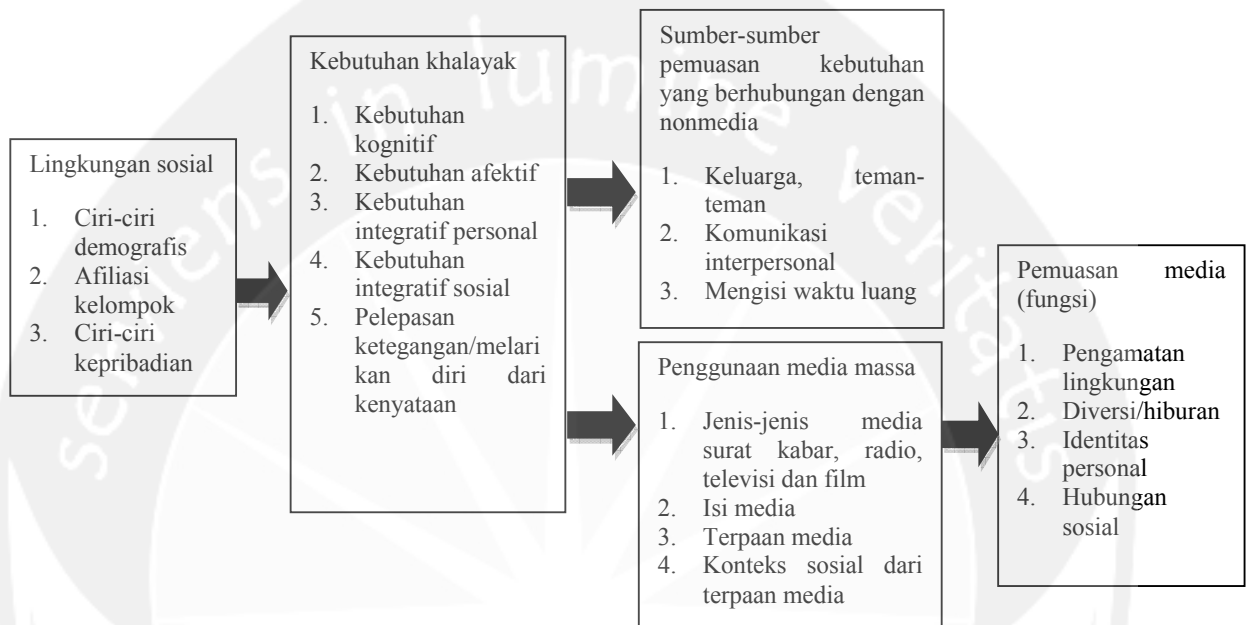 Lingkungan sosial
1. Ciri-ciri
demografis
2. Afiliasi
kelompok
3. Ciri-ciri
kepribadian
Kebutuhan khalayak
1. Kebutuhan
kognitif
2. Kebutuhan afektif
3. Kebutuhan
integratif personal
4. Kebutuhan
integratif sosial
5. Pelepasan
ketegangan/melari
kan diri dari
kenyataan
Sumber-sumber
pemuasan kebutuhan
yang berhubungan dengan
nonmedia
1. Keluarga, teman-
teman
2. Komunikasi
interpersonal
3. Mengisi waktu luang
Penggunaan media massa
1. Jenis-jenis media
surat kabar, radio,
televisi dan film
2. Isi media
3. Terpaan media
4. Konteks sosial dari
terpaan media
Pemuasan media
(fungsi)
1. Pengamatan
lingkungan
2. Diversi/hiburan
3. Identitas
personal
4. Hubungan
sosial
serviens in lumine veritatis